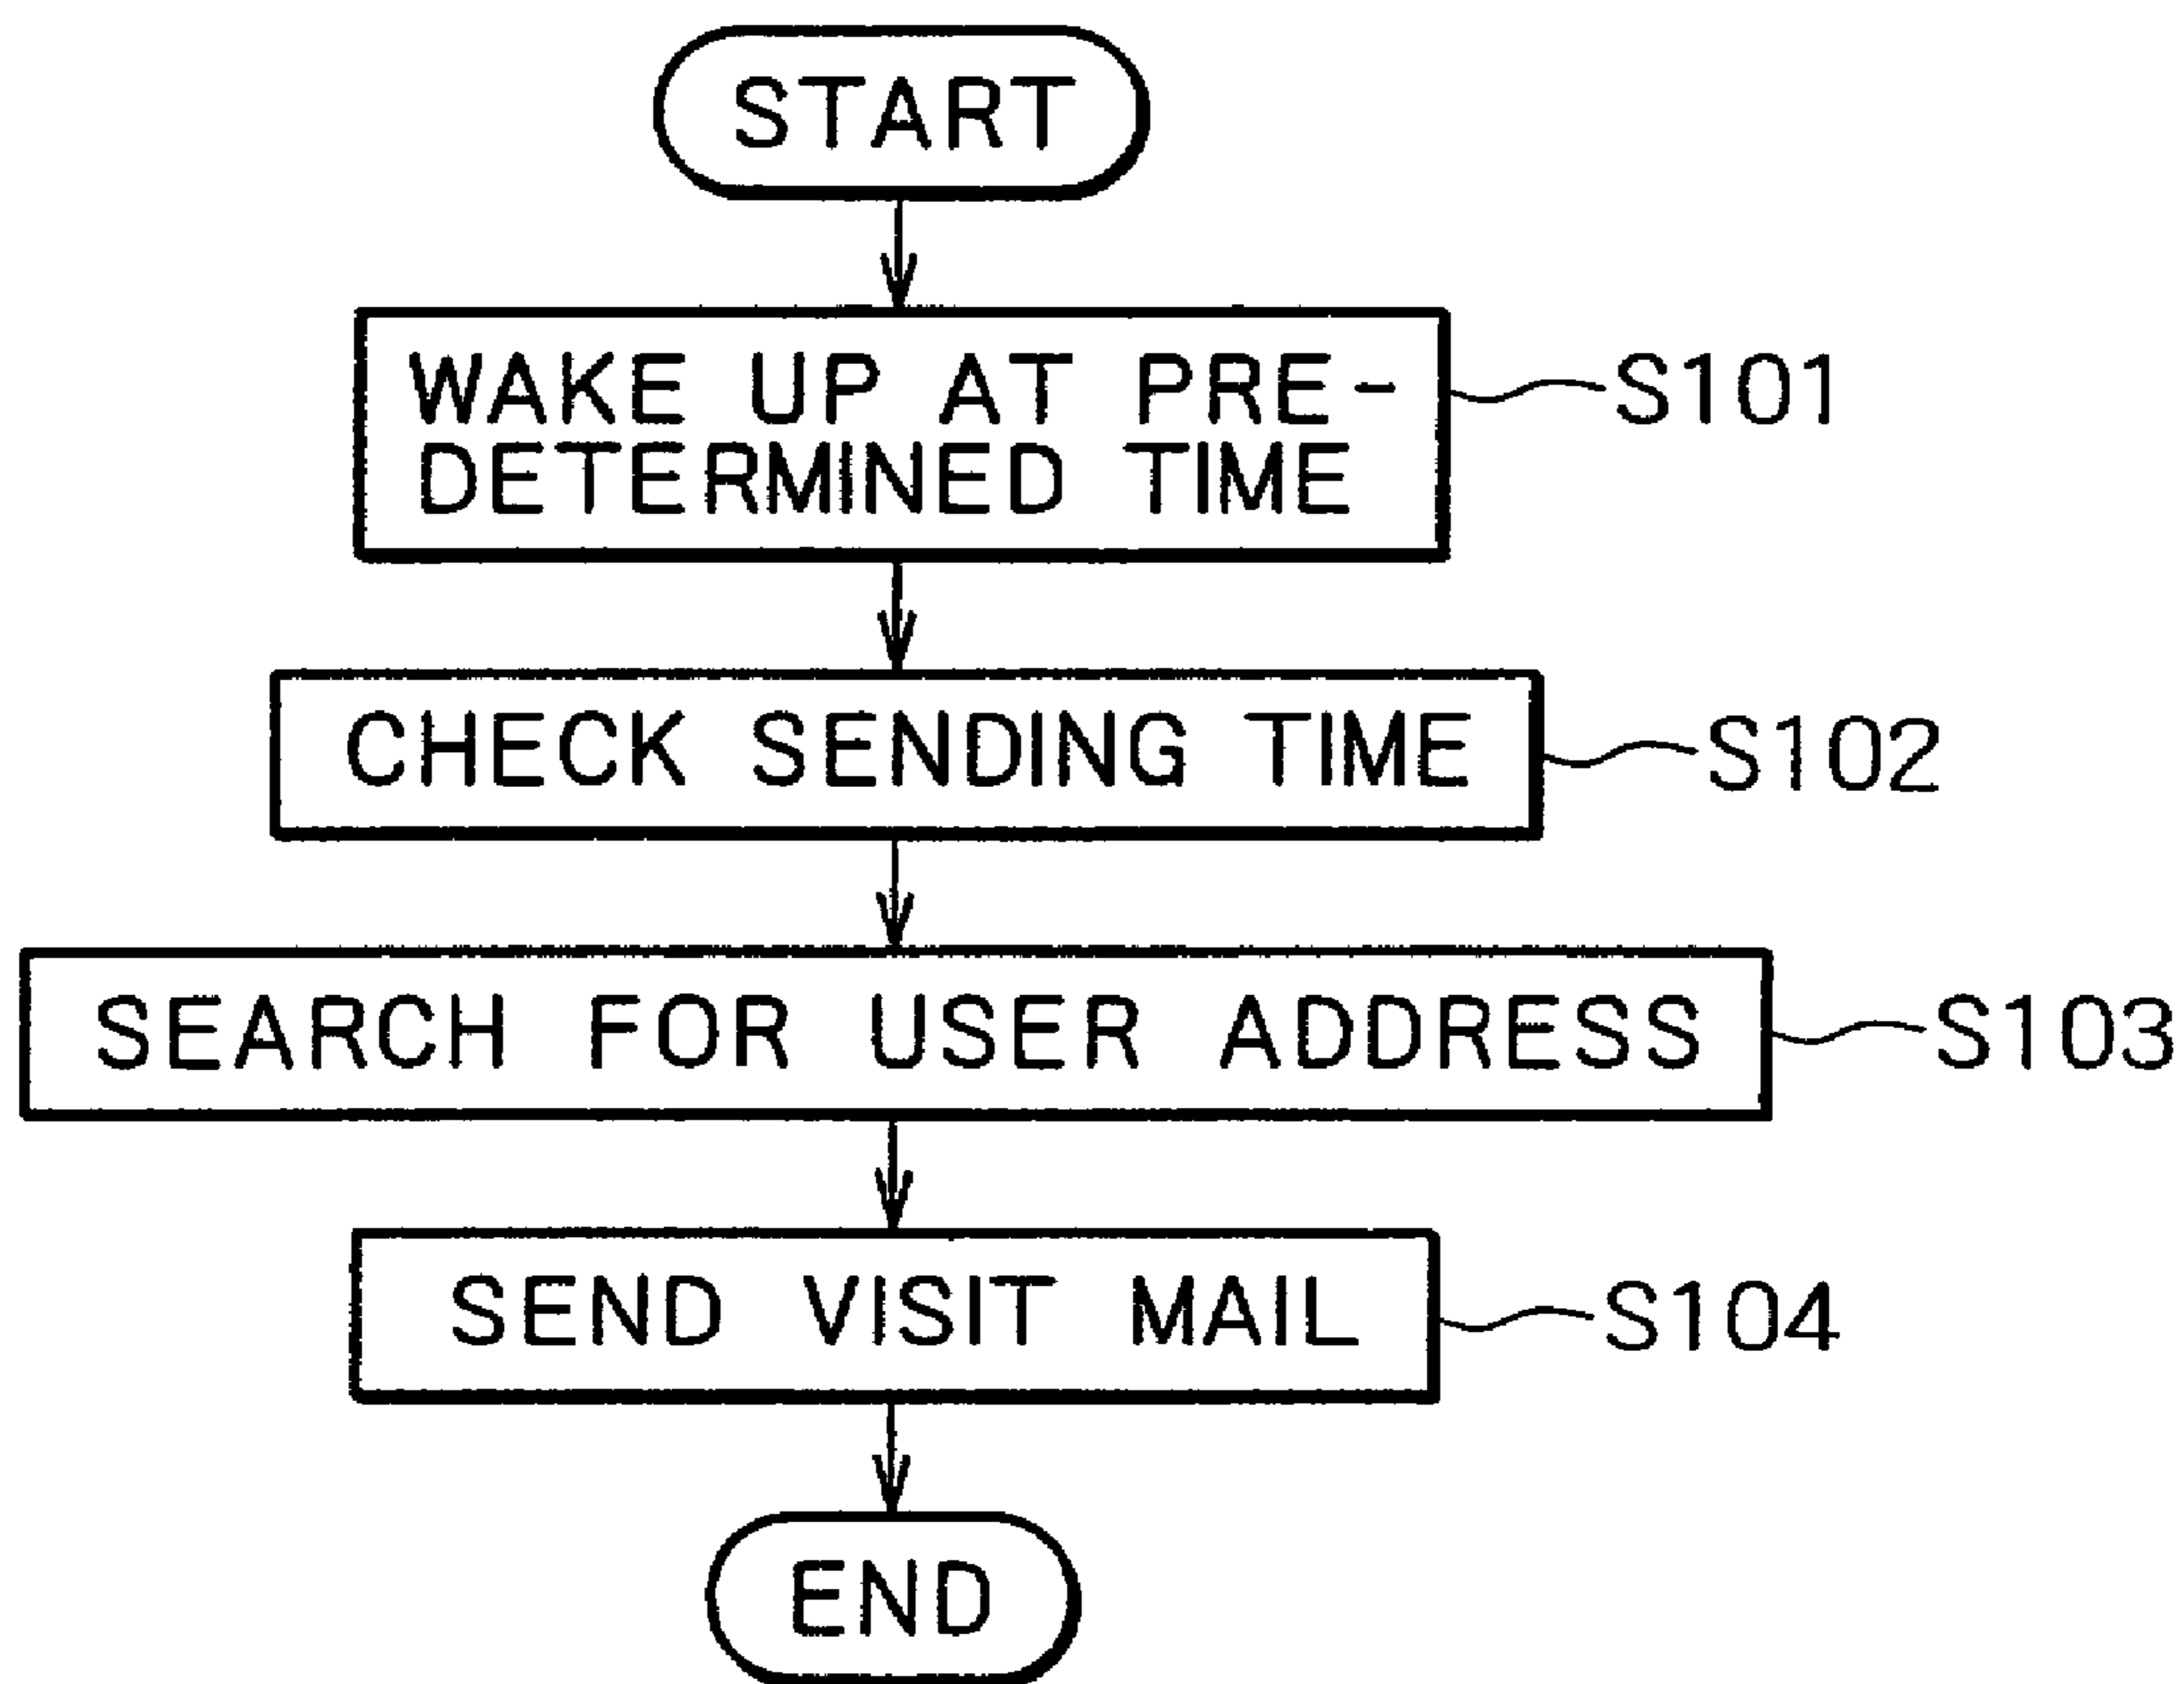 START
WAKE UP AT PRE-
DETERMINED TIME
S101
CHECK SENDING TIME
S102
SEARCH FOR USER ADDRESS
S103
SEND VISIT MAIL
S104
END